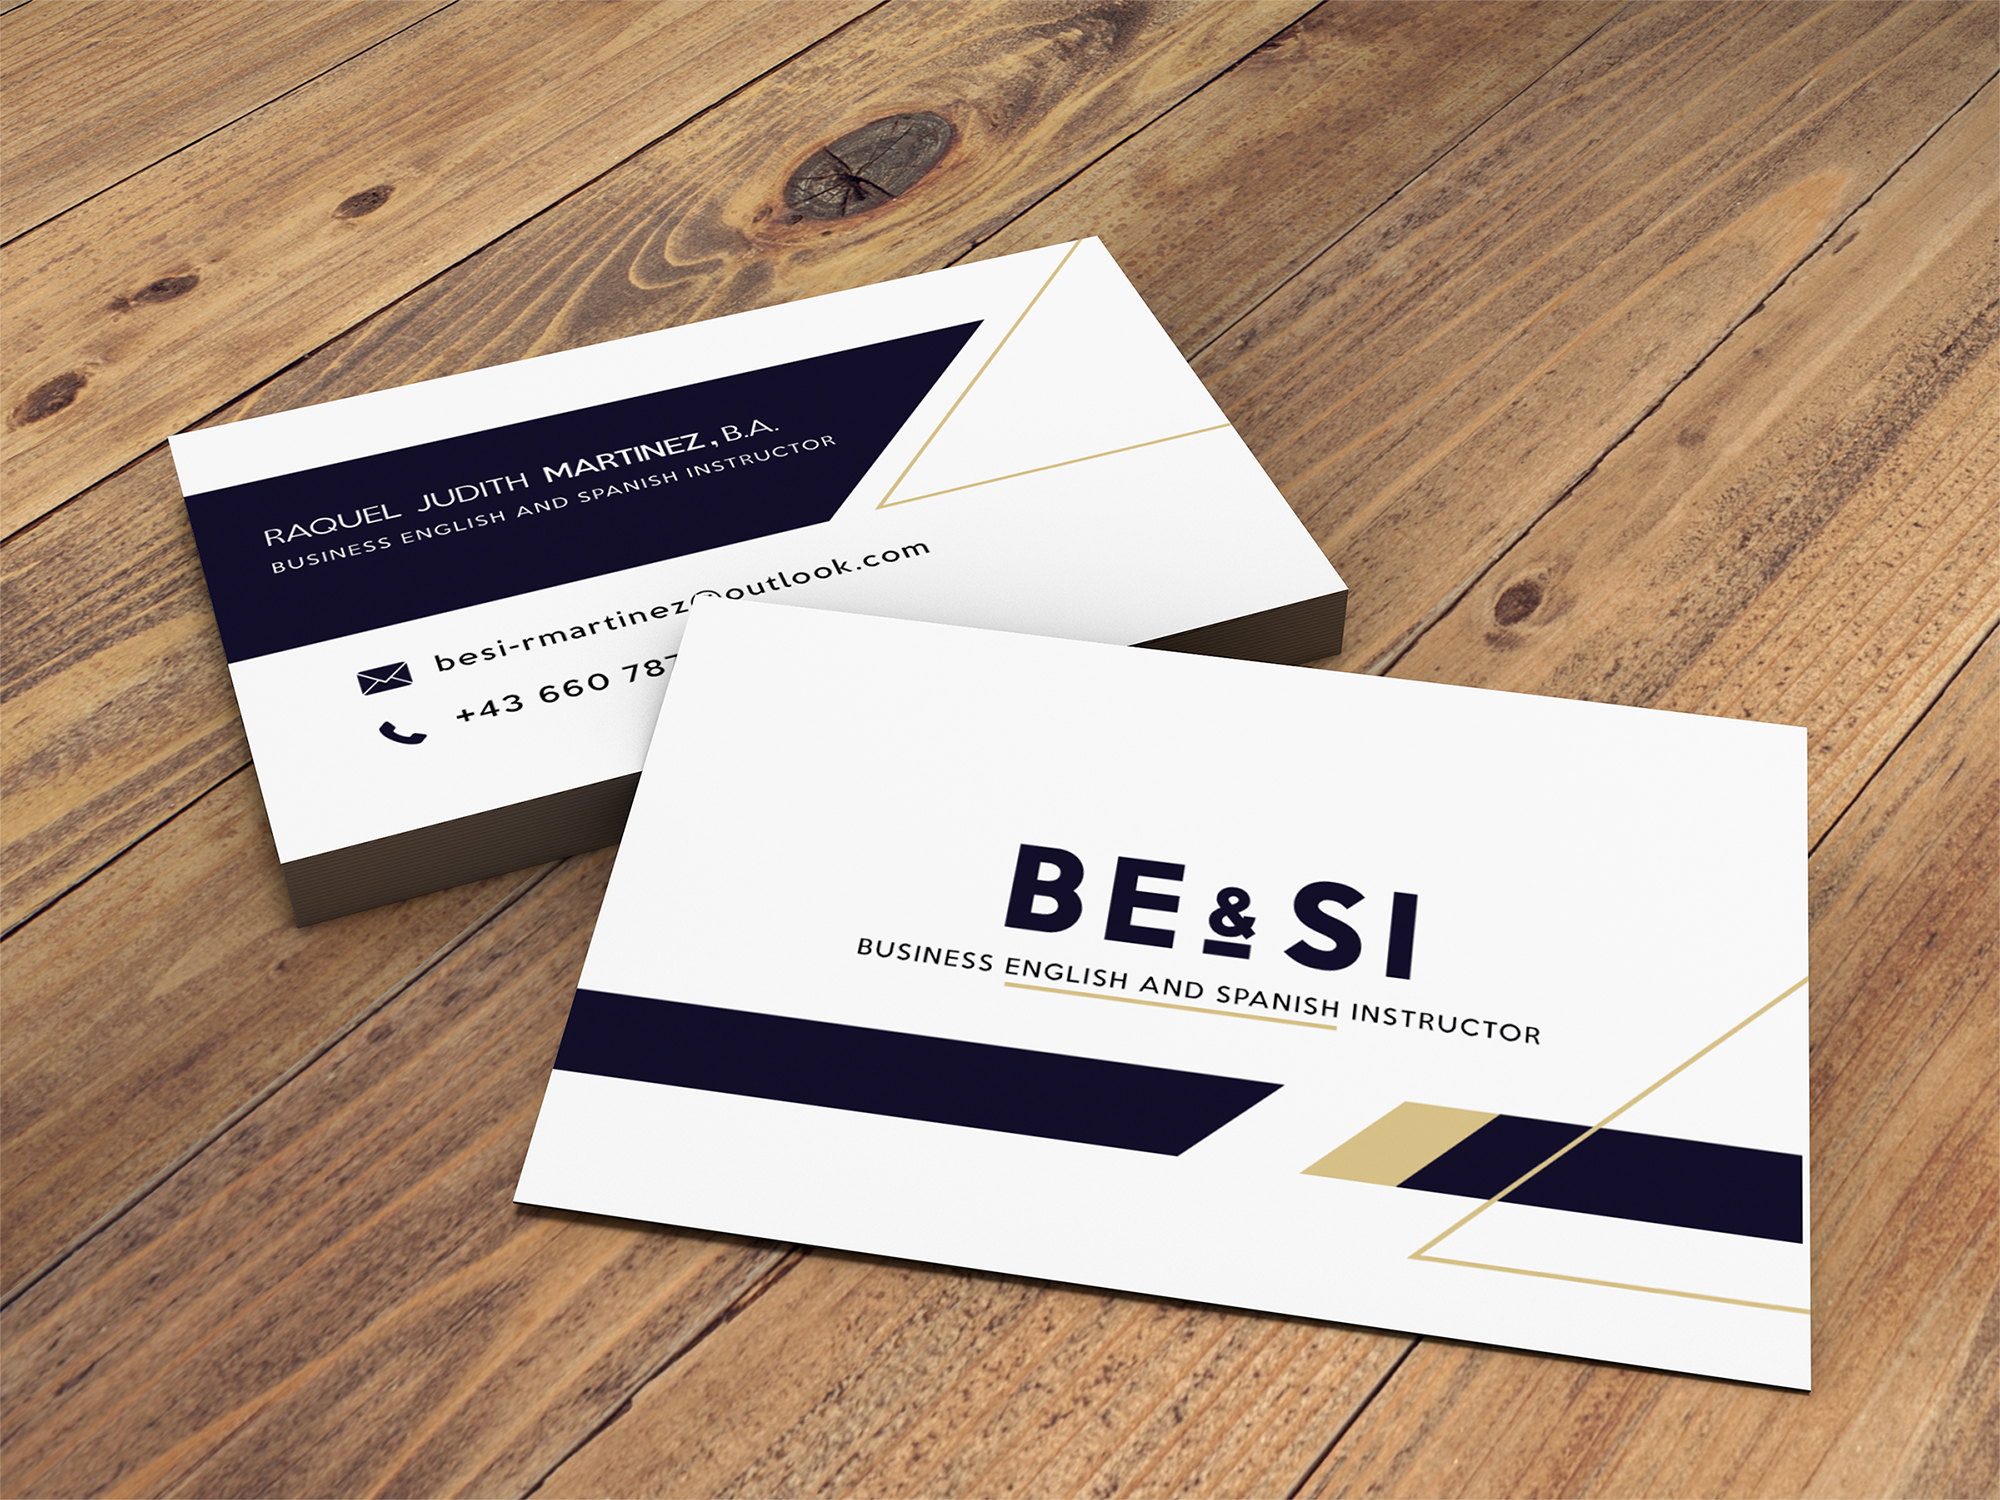 RAQUEL JUDITH MARTINEZ, B.A.
BUSINESS ENGLISH AND SPANISH INSTRUCTOR
besi-rmartinez@outlook.com
+43 660 787
BE & SI
BUSINESS ENGLISH AND SPANISH INSTRUCTOR